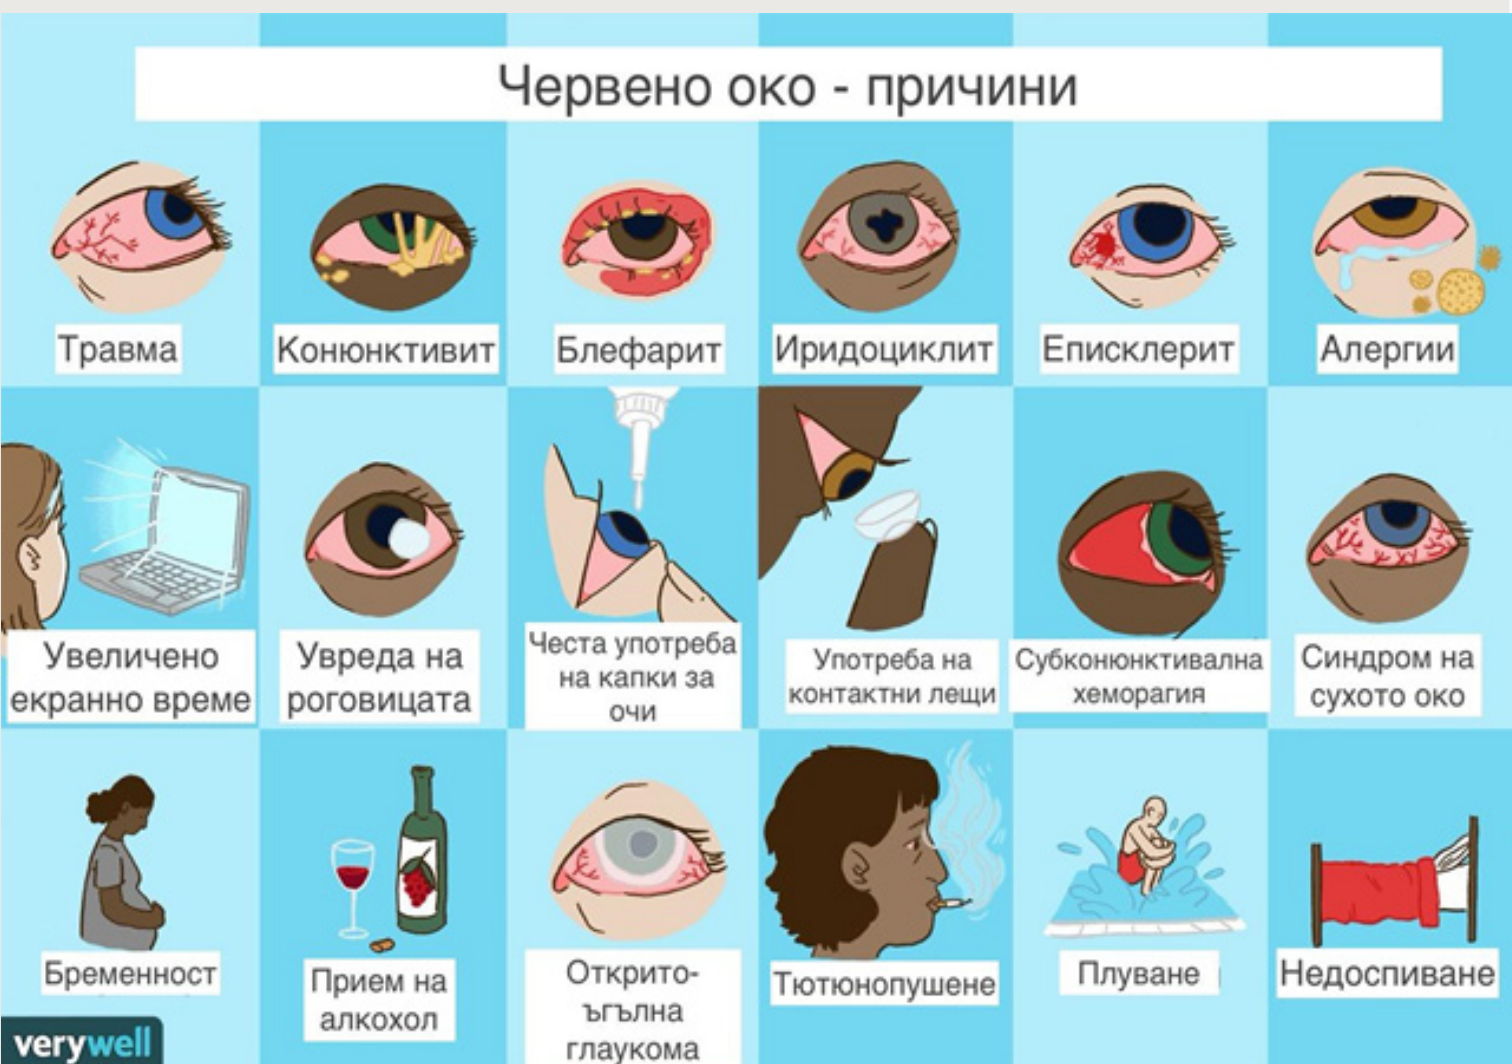 Червено око - причини
Травма
Конюнктивит
Блефарит
Иридоциклит
Еписклерит
Алергии
Увеличено
екранно време
Увреда на
роговицата
Честа употреба
на капки за
очи
Употреба на
контактни лещи
Субконюнктивална
хеморагия
Синдром на
сухото око
Бременност
Прием на
алкохол
Открито-
ъгълна
глаукома
Тютюнопушене
Плуване
Недоспиване
verywell